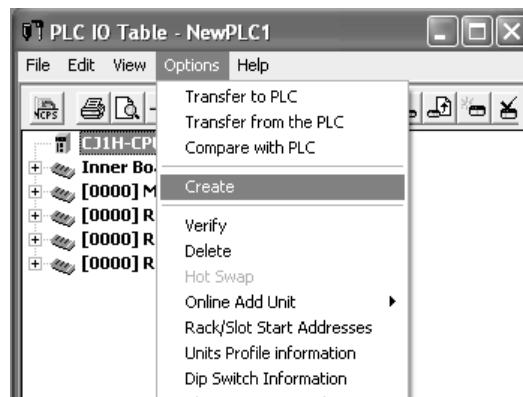 PLC IO Table - NewPLC1
File Edit View Options Help
NCPS
Transfer to PLC
Transfer from the PLC
Compare with PLC
Create
Verify
Delete
Hot Swap
Online Add Unit
Rack/Slot Start Addresses
Units Profile information
Dip Switch Information
CJ1H-CPU
Inner Bo
[0000] M
[0000] R
[0000] R
[0000] R